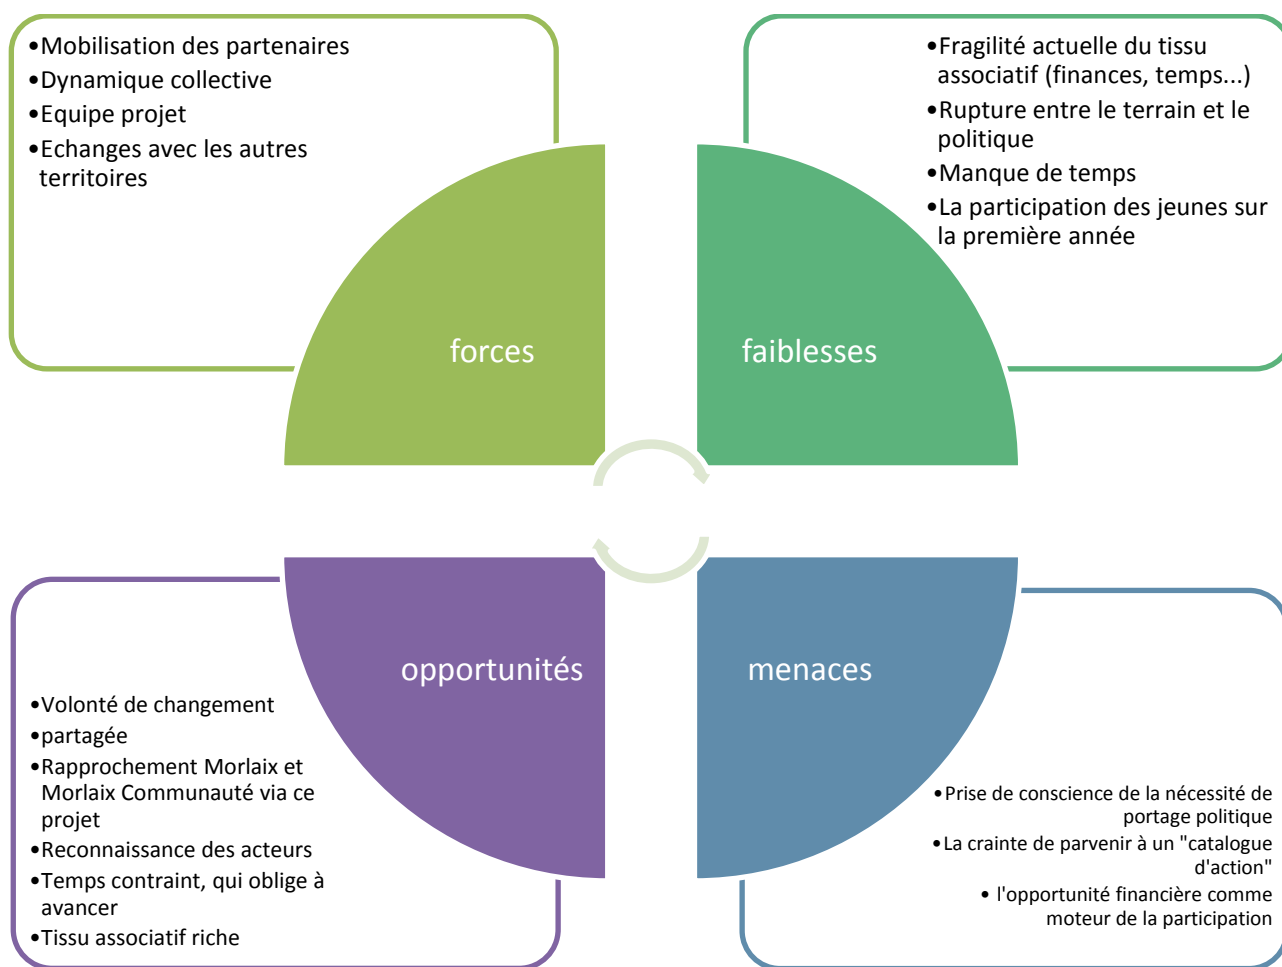 •Mobilisation des partenaires
•Dynamique collective
•Equipe projet
•Echanges avec les autres
territoires
forces
•Fragilité actuelle du tissu
associatif (finances, temps...)
•Rupture entre le terrain et le
politique
•Manque de temps
•La participation des jeunes sur
la première année
faiblesses
opportunités
•Volonté de changement
•partagée
•Rapprochement Morlaix et
Morlaix Communauté via ce
projet
•Reconnaissance des acteurs
•Temps contraint, qui oblige à
avancer
•Tissu associatif riche
menaces
•Prise de conscience de la nécessité de
portage politique
•La crainte de parvenir à un "catalogue
d'action"
• l'opportunité financière comme
moteur de la participation